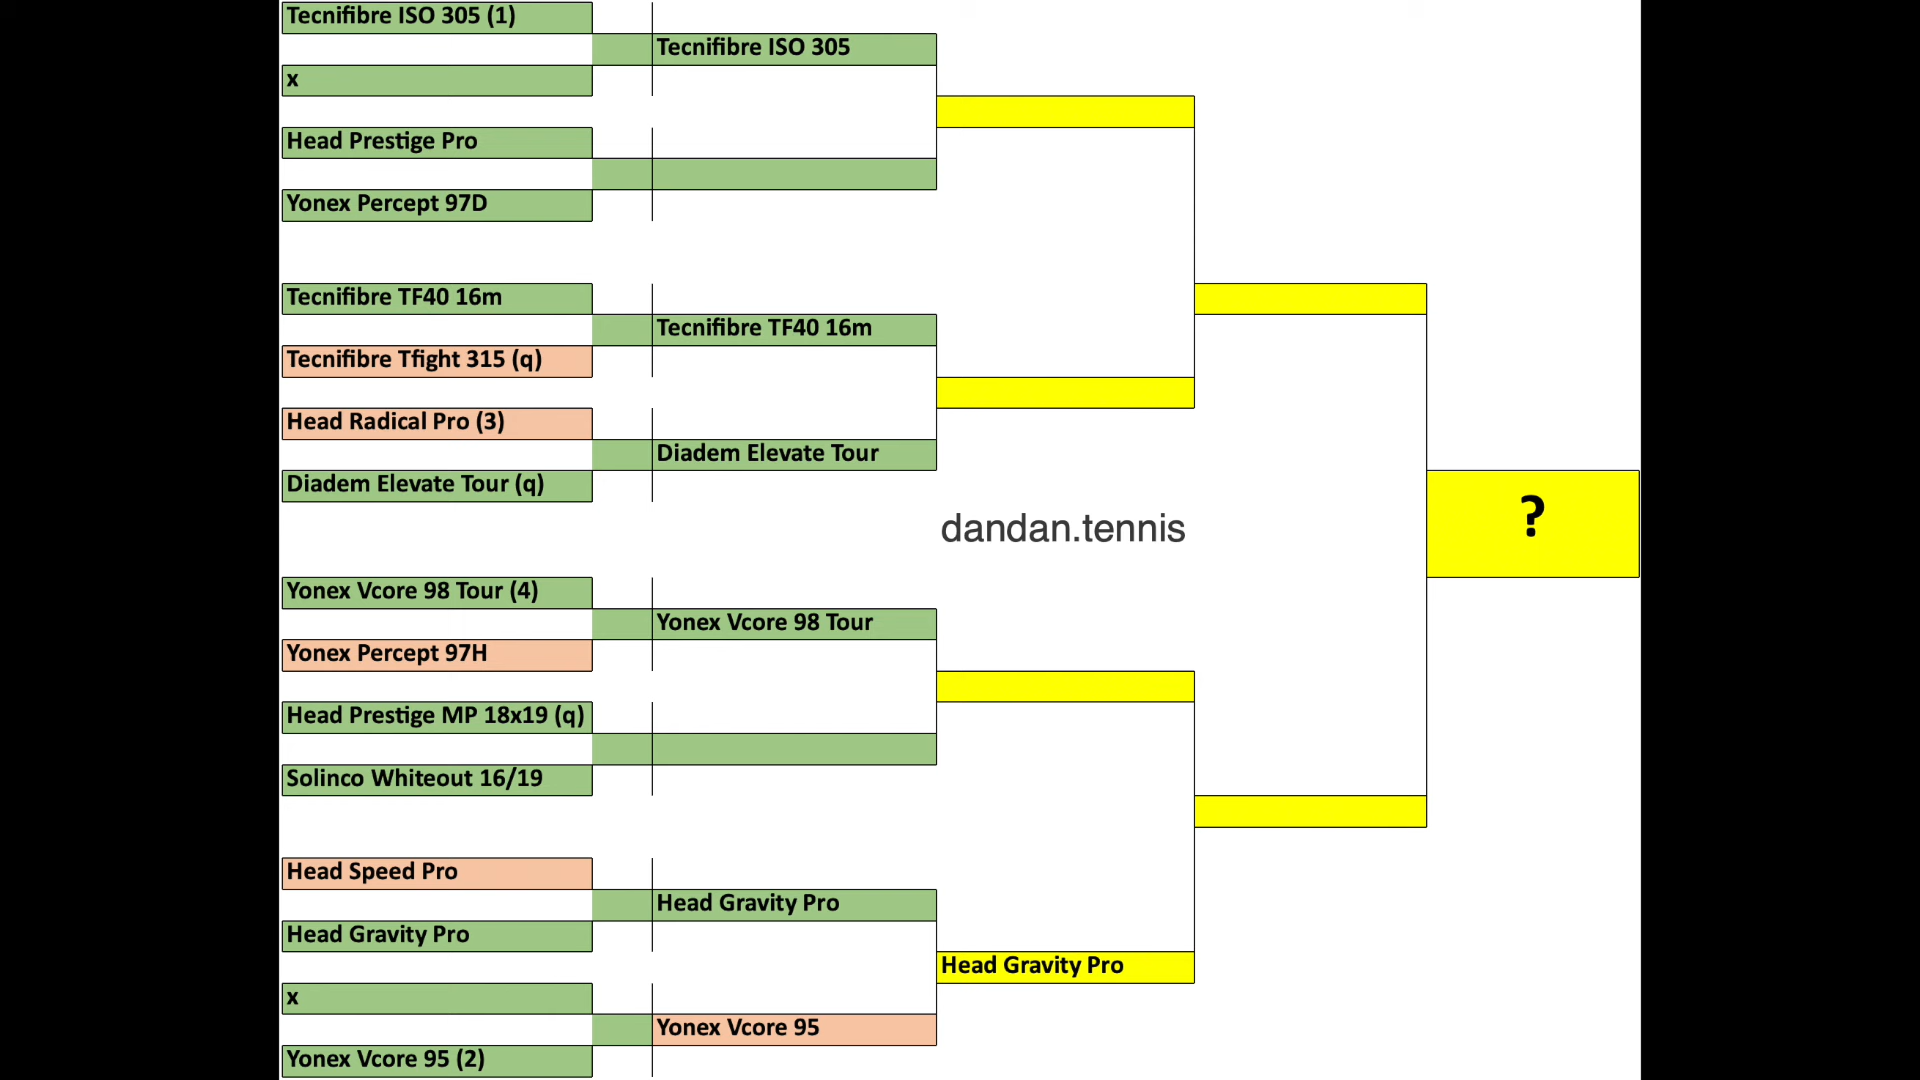 Tecnifibre ISO 305 (1)
Tecnifibre ISO 305
x
Head Prestige Pro
Yonex Percept 97D
Tecnifibre TF40 16m
Tecnifibre TF40 16m
Tecnifibre Tfight 315 (q)
Head Radical Pro (3)
Diadem Elevate Tour
Diadem Elevate Tour (q)
dandan.tennis
?
Yonex Vcore 98 Tour (4)
Yonex Vcore 98 Tour
Yonex Percept 97H
Head Prestige MP 18x19 (q)
Solinco Whiteout 16/19
Head Speed Pro
Head Gravity Pro
Head Gravity Pro
Head Gravity Pro
x
Yonex Vcore 95
Yonex Vcore 95 (2)